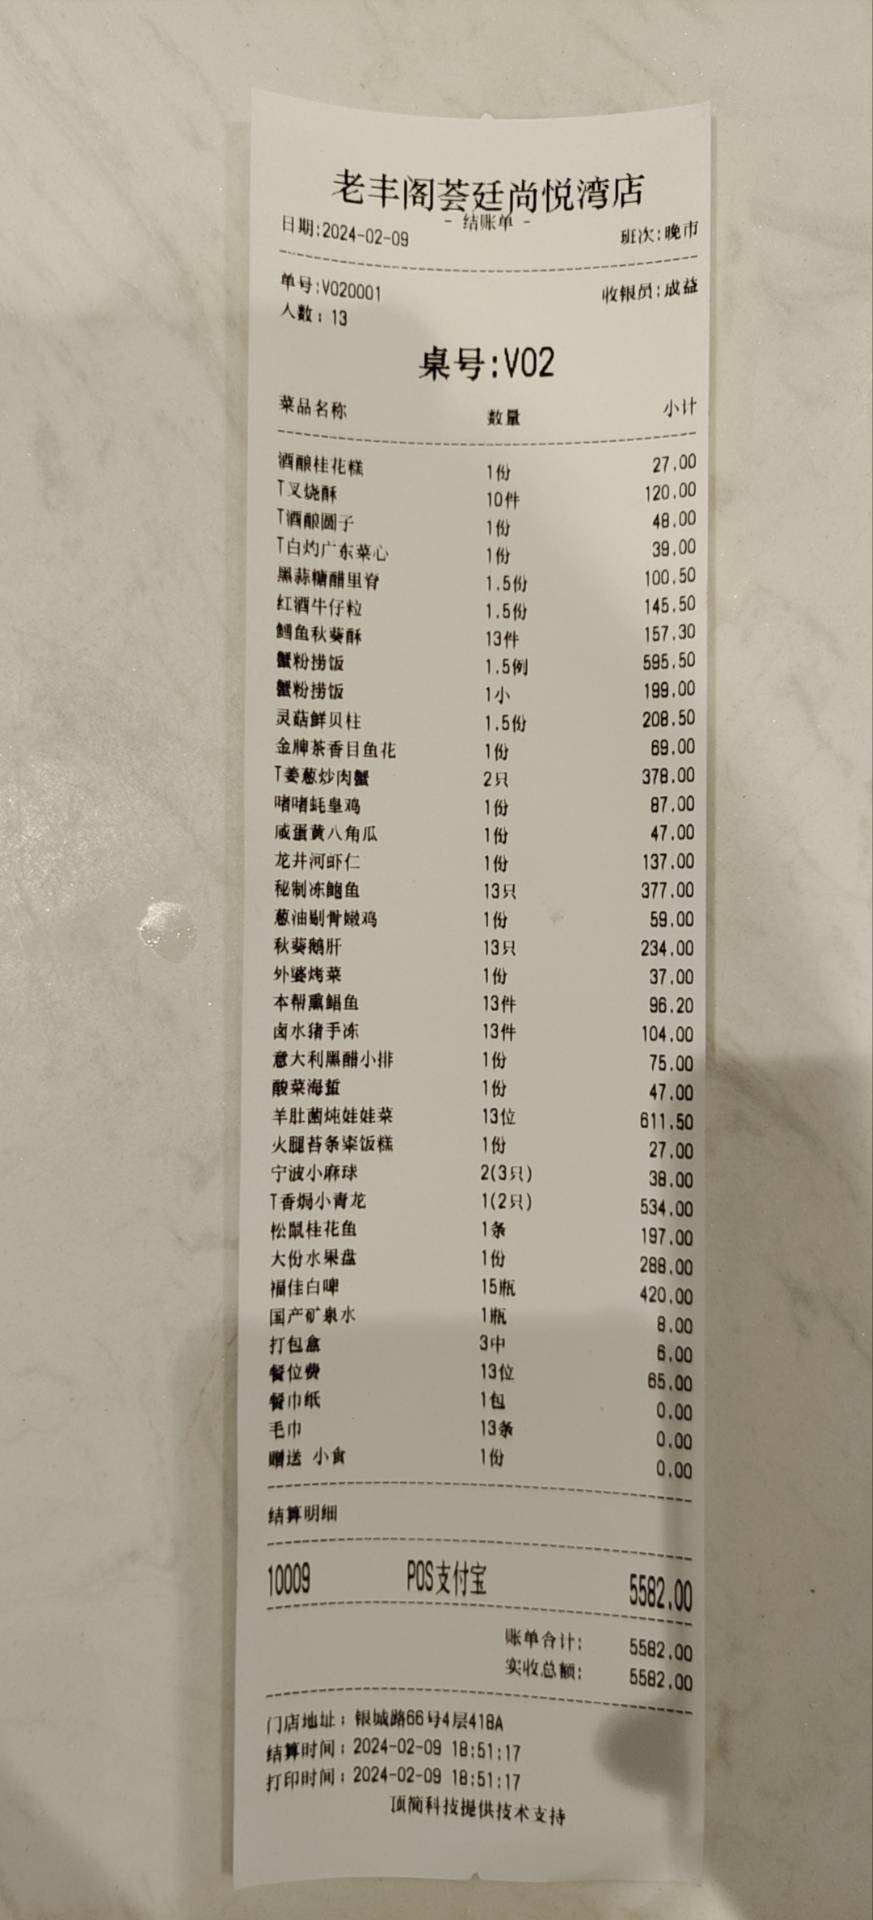 老丰阁荟廷尚悦湾店
- 结账单 -
日期:2024-02-09 班次:晚市
单号:V020001 收银员:成益
人数: 13
桌号:V02
菜品名称 数量 小计
酒酿桂花糕 1份 27.00
T叉烧酥 10件 120.00
T酒酿圆子 1份 48.00
T白灼广东菜心 1份 39.00
黑蒜糖醋里脊 1.5份 100.50
红酒牛仔粒 1.5份 145.50
鳕鱼秋葵酥 13件 157.30
蟹粉捞饭 1.5例 595.50
蟹粉捞饭 1小 199.00
灵菇鲜贝柱 1.5份 208.50
金牌茶香目鱼花 1份 69.00
T姜葱炒肉蟹 2只 378.00
啫啫蚝皇鸡 1份 87.00
咸蛋黄八角瓜 1份 47.00
龙井河虾仁 1份 137.00
秘制冻鲍鱼 13只 377.00
葱油剔骨嫩鸡 1份 59.00
秋葵鹅肝 13只 234.00
外婆烤菜 1份 37.00
本帮熏鲳鱼 13件 96.20
卤水猪手冻 13件 104.00
意大利黑醋小排 1份 75.00
酸菜海蜇 1份 47.00
羊肚菌炖娃娃菜 13位 611.50
火腿苔条粢饭糕 1份 27.00
宁波小麻球 2(3只) 38.00
T香焗小青龙 1(2只) 534.00
松鼠桂花鱼 1条 197.00
大份水果盘 1份 288.00
福佳白啤 15瓶 420.00
国产矿泉水 1瓶 8.00
打包盒 3中 6.00
餐位费 13位 65.00
餐巾纸 1包 0.00
毛巾 13条 0.00
赠送 小食 1份 0.00
结算明细
10009 POS支付宝 5582.00
账单合计: 5582.00
实收总额: 5582.00
门店地址: 银城路66号4层418A
结算时间: 2024-02-09 18:51:17
打印时间: 2024-02-09 18:51:17
顶简科技提供技术支持